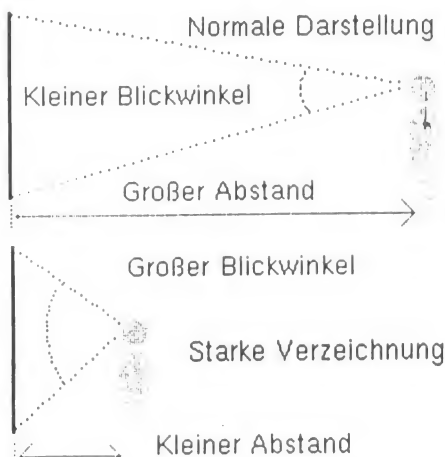 Normale Darstellung
Kleiner Blickwinkel
Großer Abstand
Großer Blickwinkel
Starke Verzeichnung
Kleiner Abstand